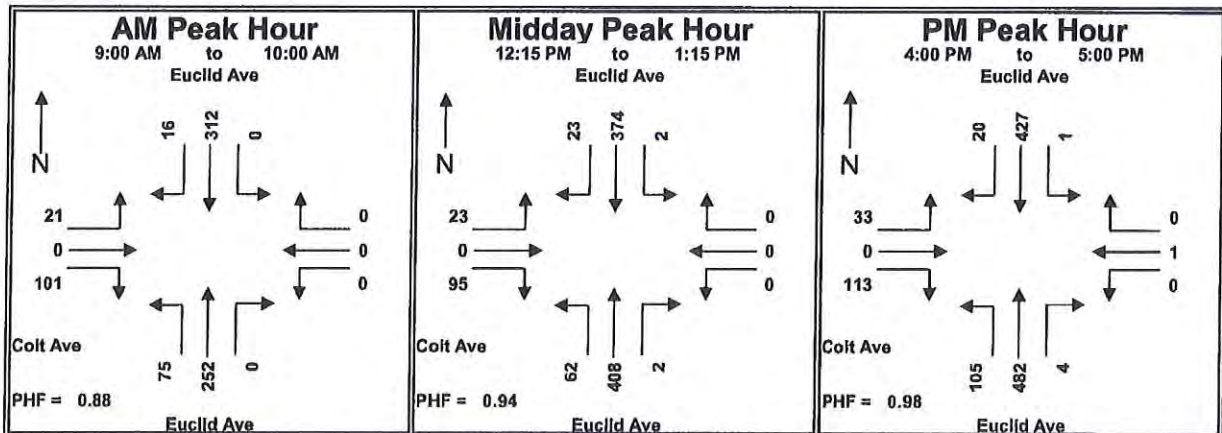 AM Peak Hour
9:00 AM to 10:00 AM
Euclid Ave
N
16
312
0
21
0
101
0
0
0
75
252
0
Colt Ave
PHF = 0.88
Euclid Ave
Midday Peak Hour
12:15 PM to 1:15 PM
Euclid Ave
N
23
374
2
23
0
95
0
0
0
62
408
2
Colt Ave
PHF = 0.94
Euclid Ave
PM Peak Hour
4:00 PM to 5:00 PM
Euclid Ave
N
20
427
1
33
0
113
0
1
0
105
482
4
Colt Ave
PHF = 0.98
Euclid Ave